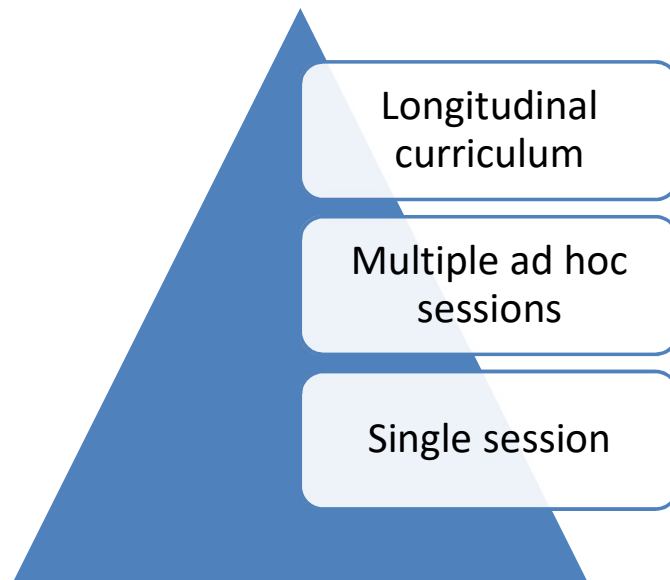 Longitudinal
curriculum
Multiple ad hoc
sessions
Single session